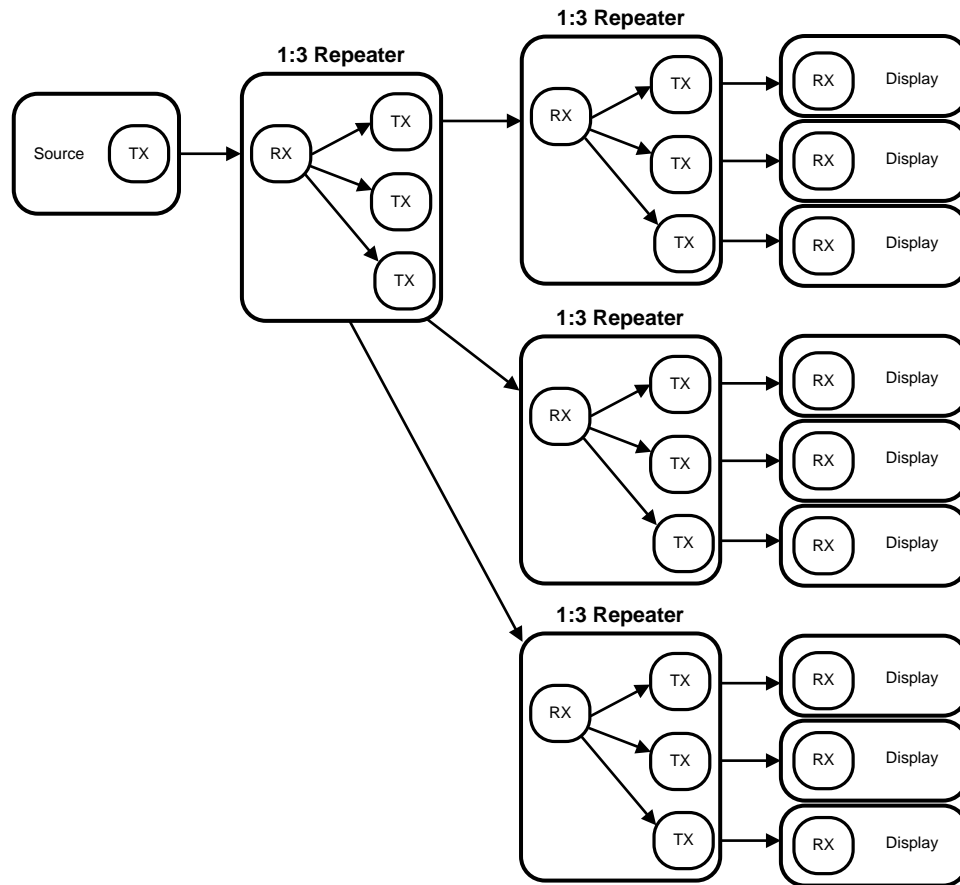 1:3 Repeater
1:3 Repeater
Source
TX
RX
TX
TX
TX
RX
TX
TX
TX
RX
Display
RX
Display
RX
Display
1:3 Repeater
RX
TX
TX
TX
RX
Display
RX
Display
RX
Display
1:3 Repeater
RX
TX
TX
TX
RX
Display
RX
Display
RX
Display